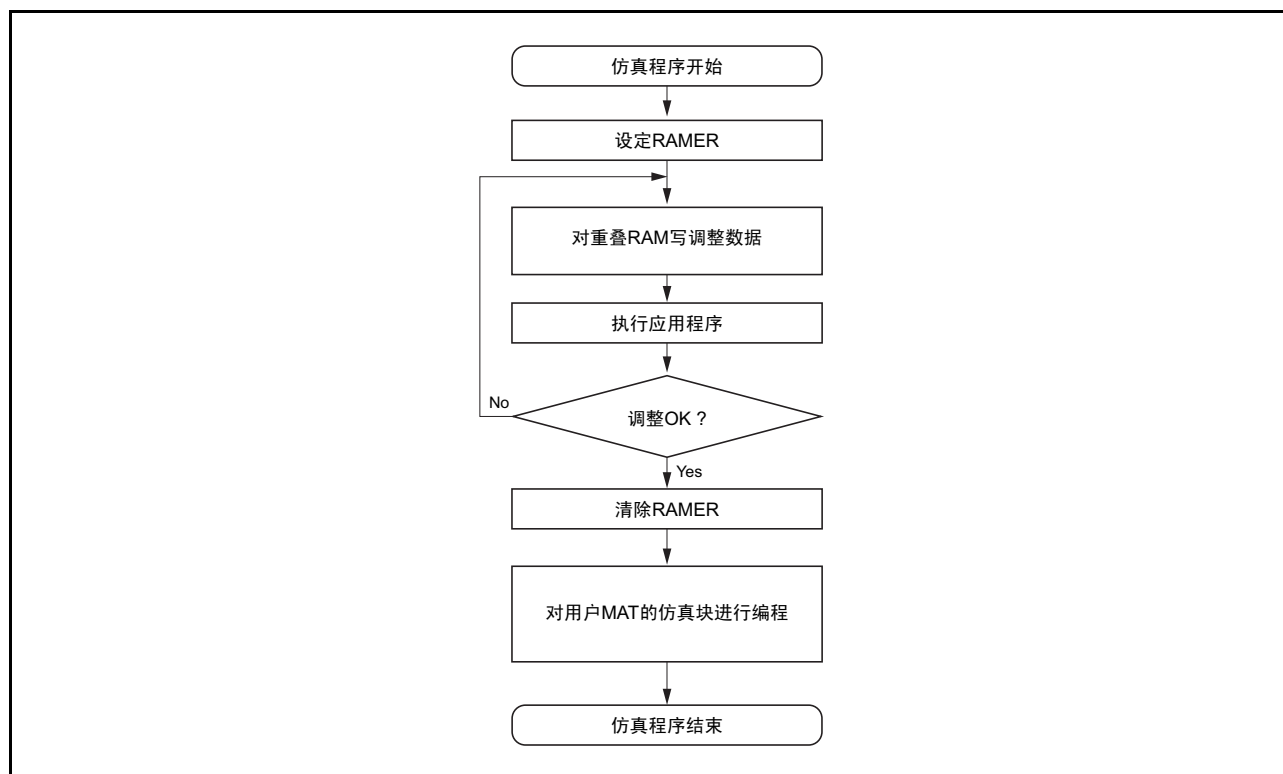 仿真程序开始
设定RAMER
对重叠RAM写调整数据
执行应用程序
调整OK ?
No
Yes
清除RAMER
对用户MAT的仿真块进行编程
仿真程序结束